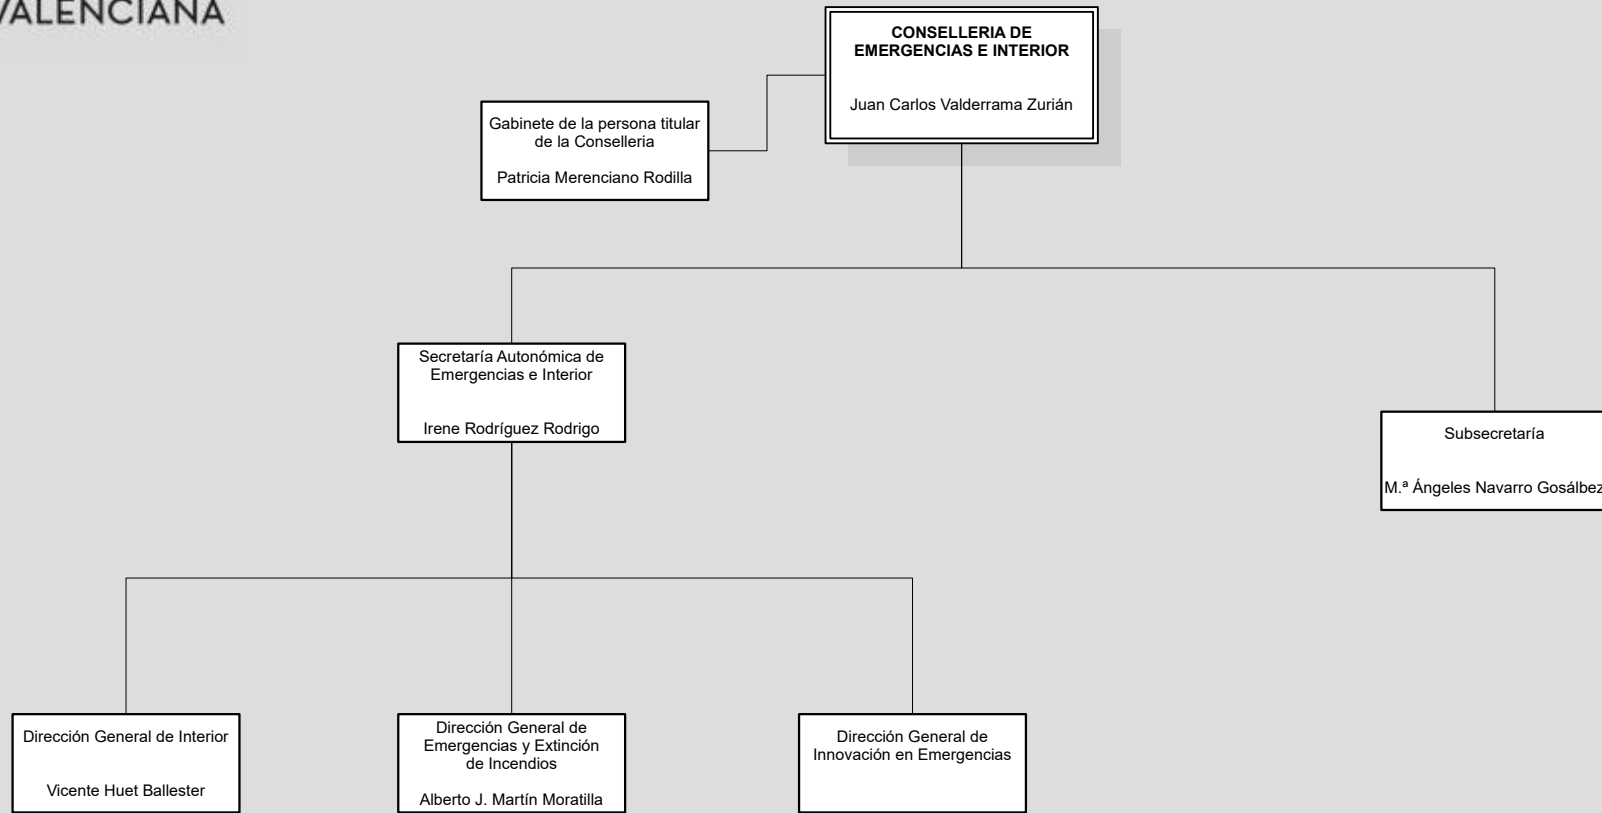 VALENCIANA
CONSELLERIA DE
EMERGENCIAS E INTERIOR
Juan Carlos Valderrama Zurián
Gabinete de la persona titular
de la Conselleria
Patricia Merenciano Rodilla
Secretaría Autonómica de
Emergencias e Interior
Irene Rodríguez Rodrigo
Subsecretaría
M.ª Ángeles Navarro Gosálbez
Dirección General de Interior
Vicente Huet Ballester
Dirección General de
Emergencias y Extinción
de Incendios
Alberto J. Martín Moratilla
Dirección General de
Innovación en Emergencias